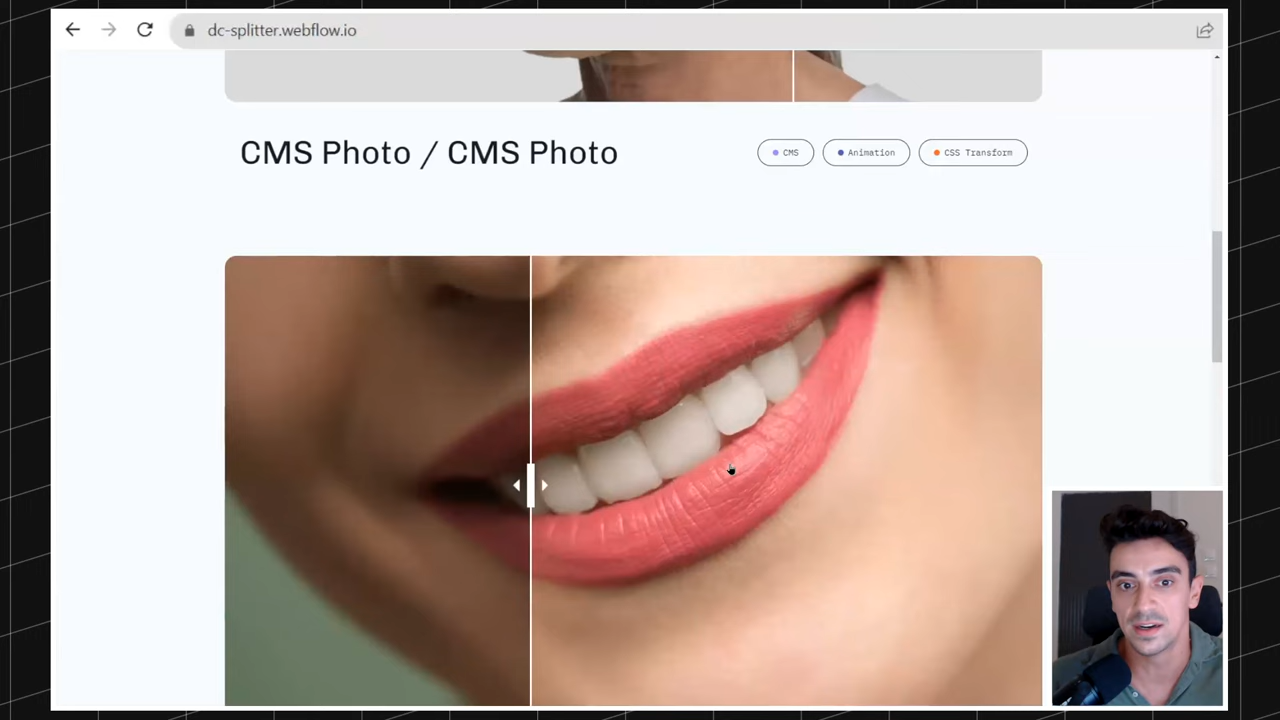 dc-splitter.webflow.io
CMS Photo / CMS Photo
CMS
Animation
CSS Transform